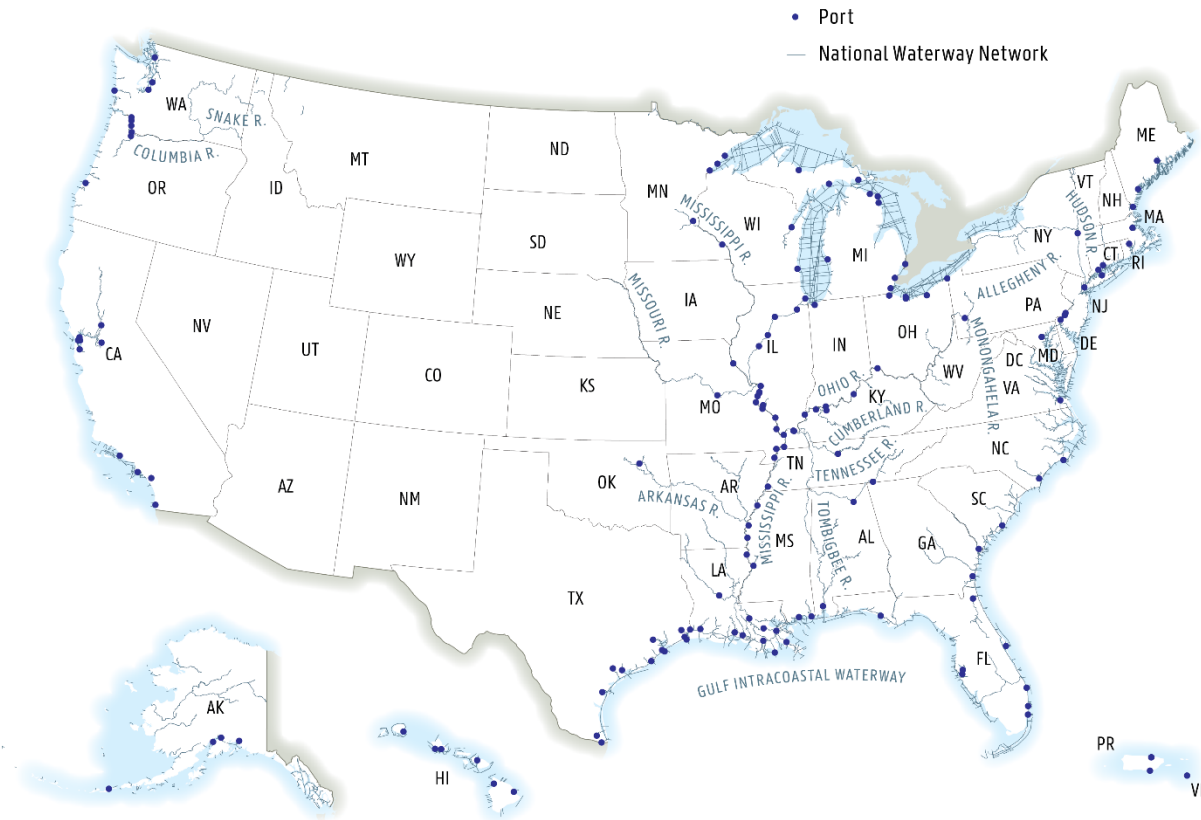 Port
National Waterway Network
WA
SNAKE R.
COLUMBIA R.
OR
ID
MT
ND
MN
MISSISSIPPI R.
WI
MI
ME
VT
NH
HUDSON R.
MA
NY
CT
RI
ALLEGHENY R.
PA
NJ
WY
SD
NE
IA
MISSOURI R.
IL
IN
OH
MONONGAHELA R.
WV
DC
MD
DE
VA
CA
NV
UT
CO
KS
MO
OHIO R.
KY
CUMBERLAND R.
TENNESSEE R.
TN
NC
SC
AZ
NM
OK
ARKANSAS R.
AR
MISSISSIPPI R.
MS
TOMBIGBEE R.
AL
GA
LA
TX
FL
GULF INTRACOASTAL WATERWAY
AK
HI
PR
V